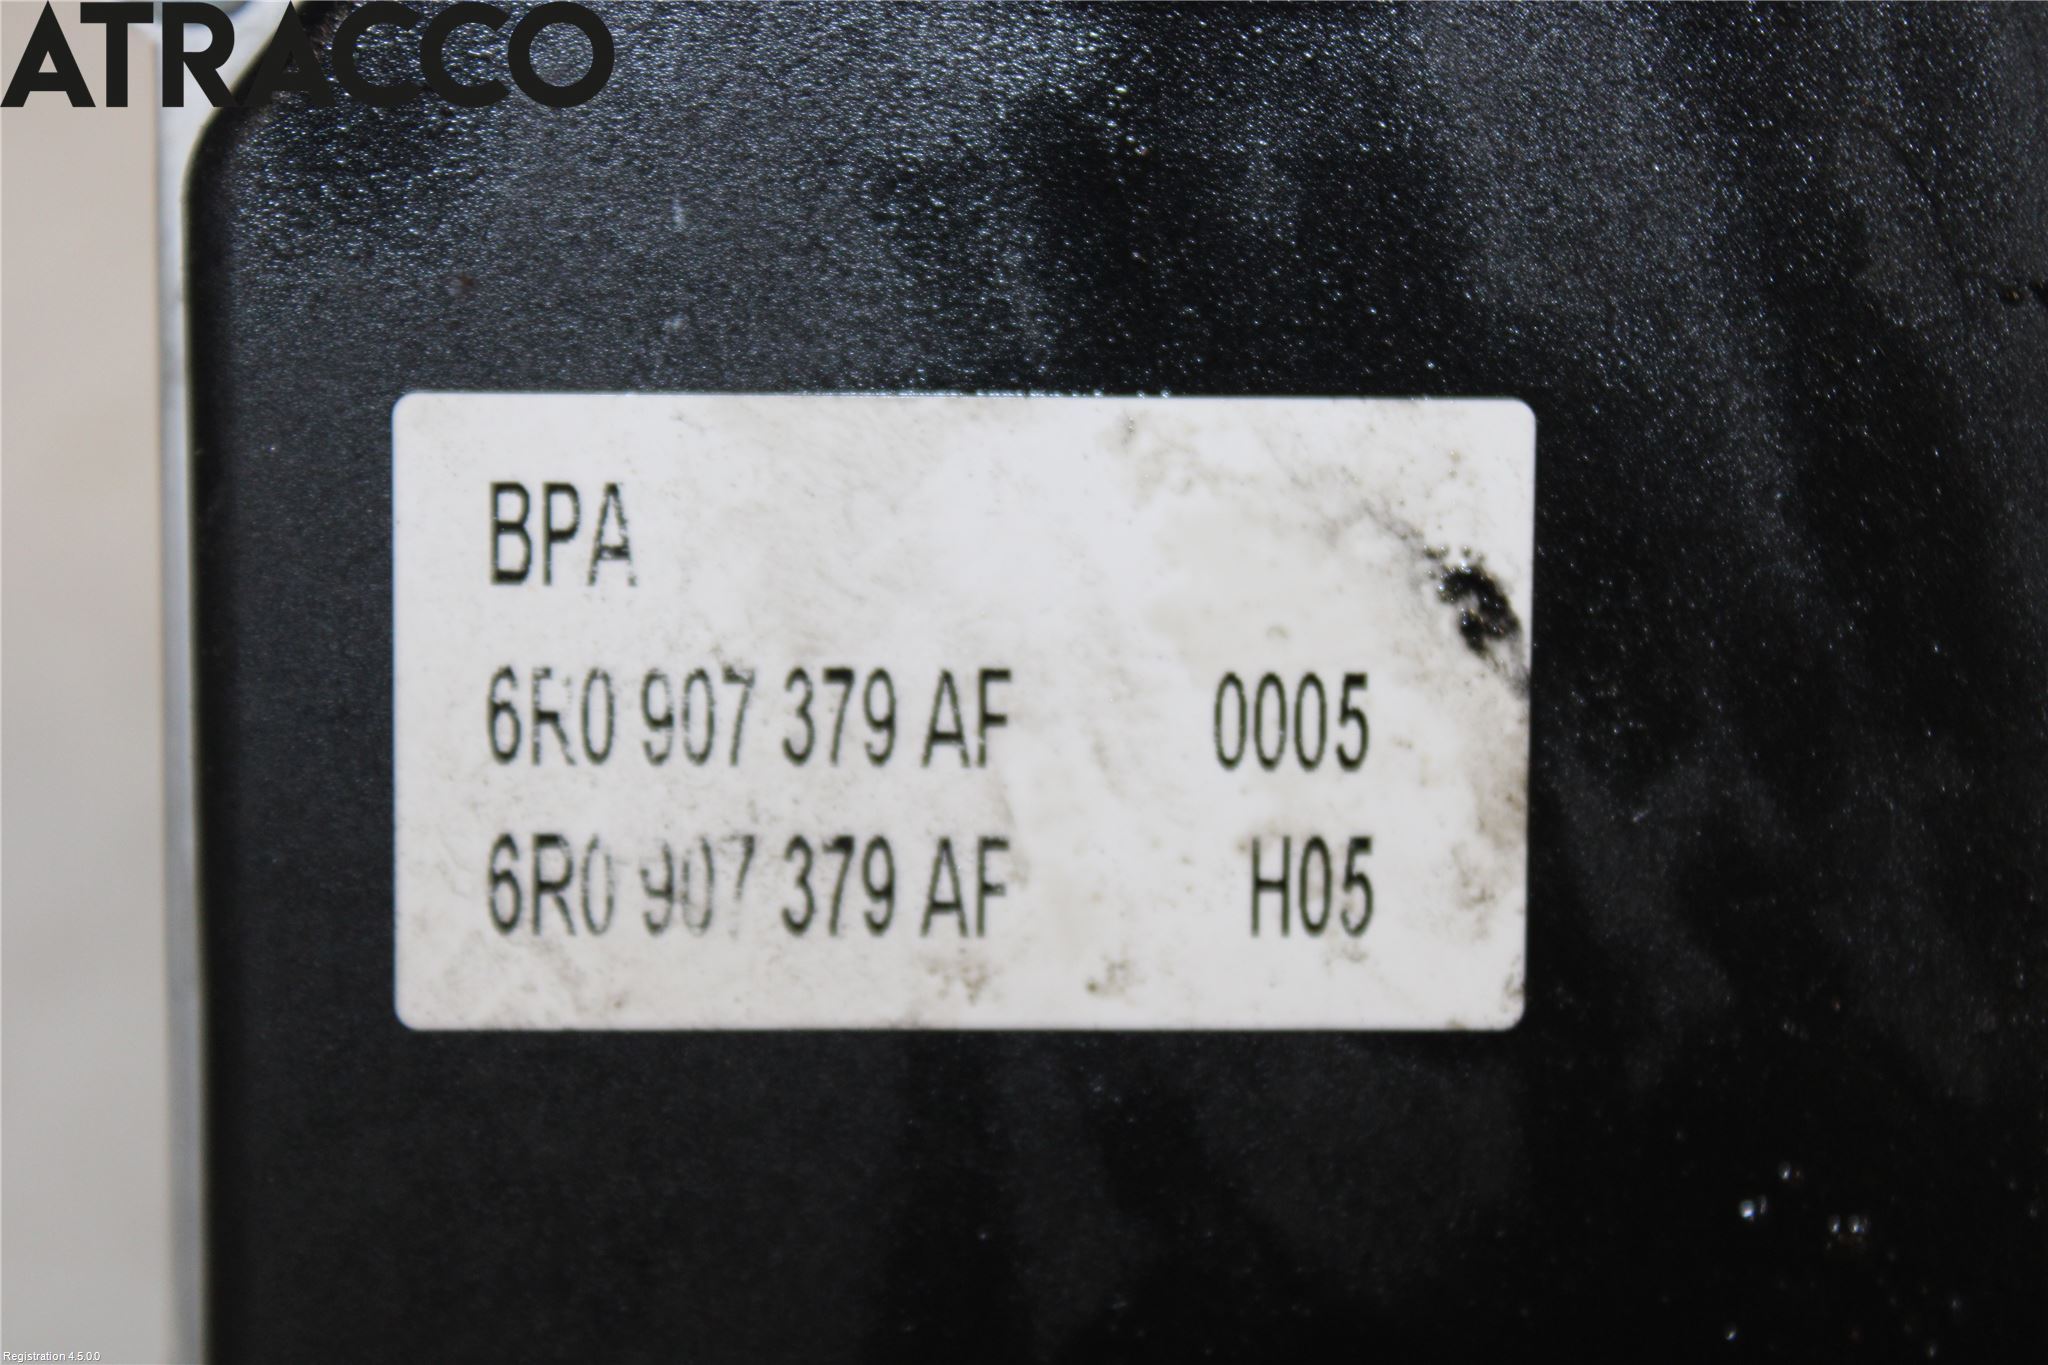 ATRACCO
BPA
6R0 907 379 AF 0005
6R0 907 379 AF H05
Registration 4.5.0.0